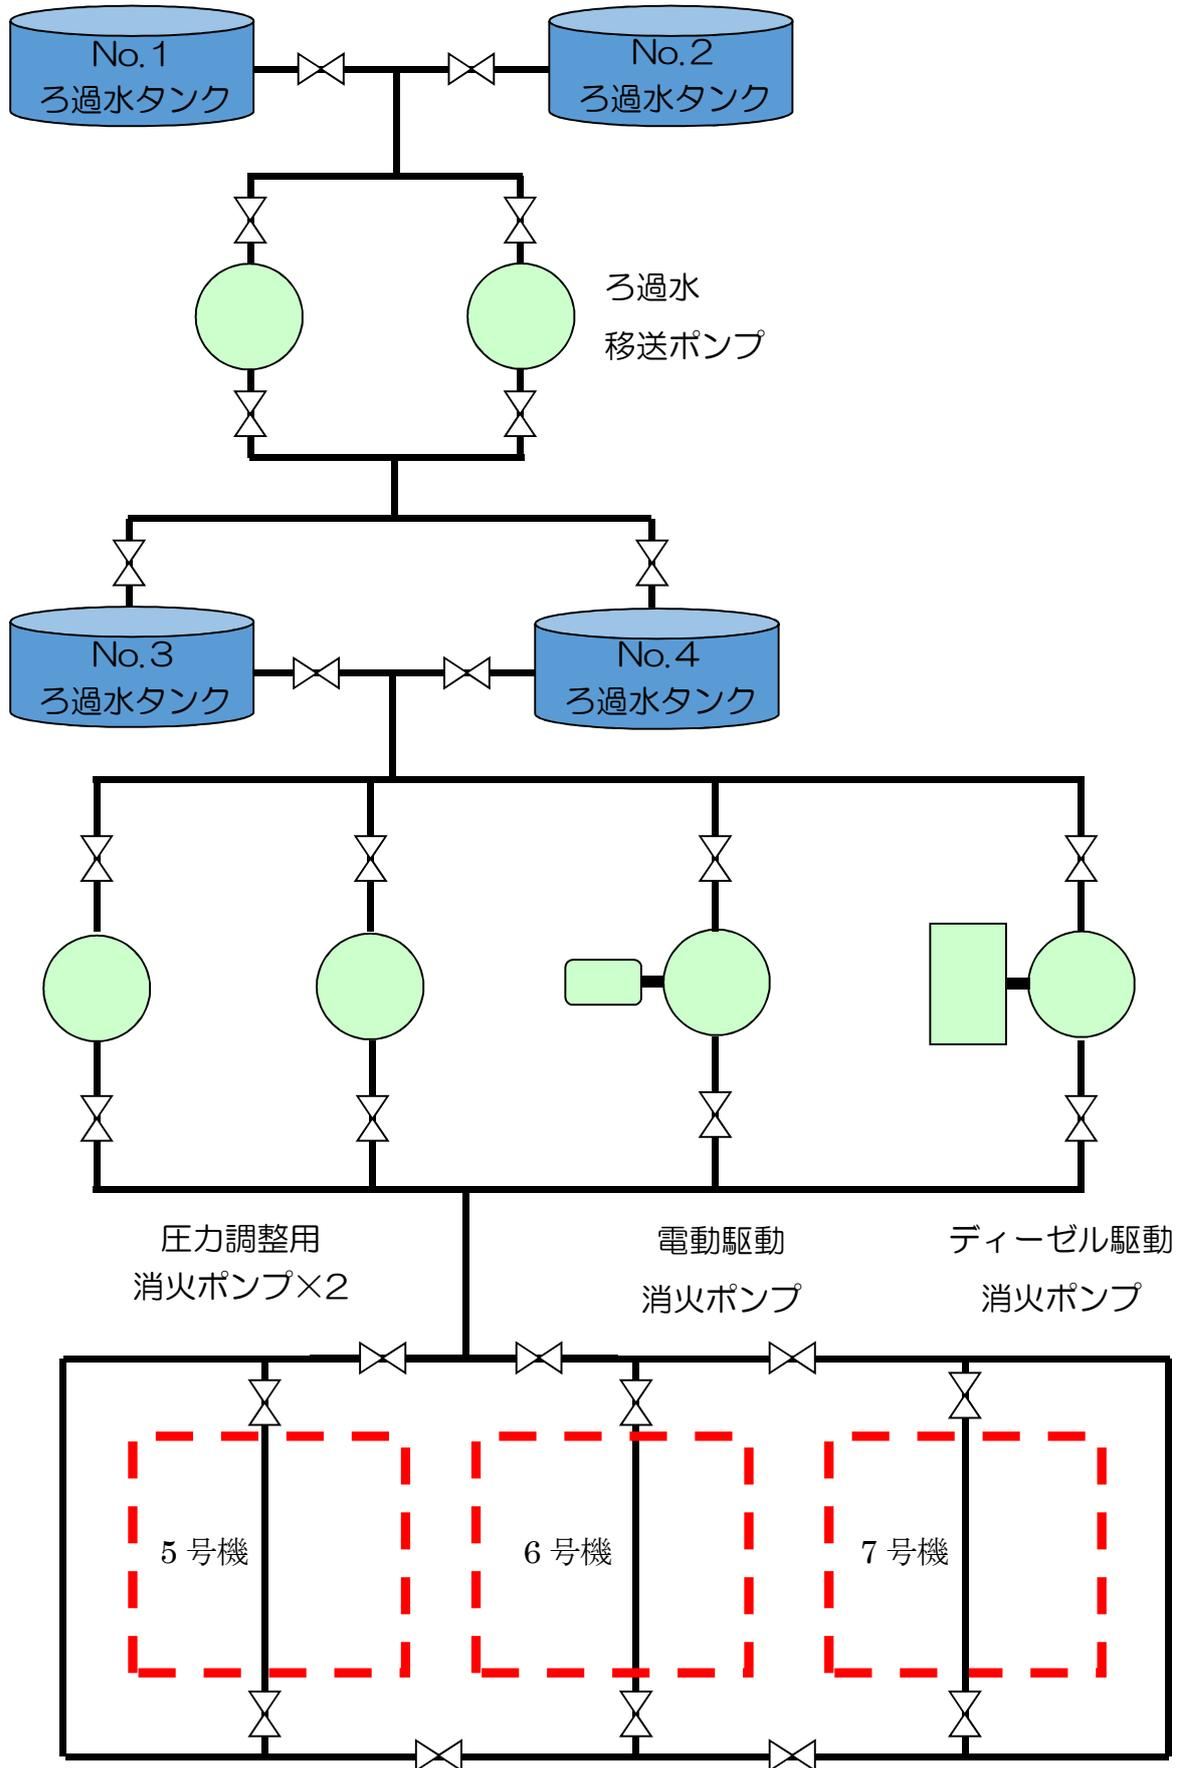 No.1
ろ過水タンク
No.2
ろ過水タンク
ろ過水
移送ポンプ
No.3
ろ過水タンク
No.4
ろ過水タンク
圧力調整用
消火ポンプ×2
電動駆動
消火ポンプ
ディーゼル駆動
消火ポンプ
5 号機
6 号機
7 号機